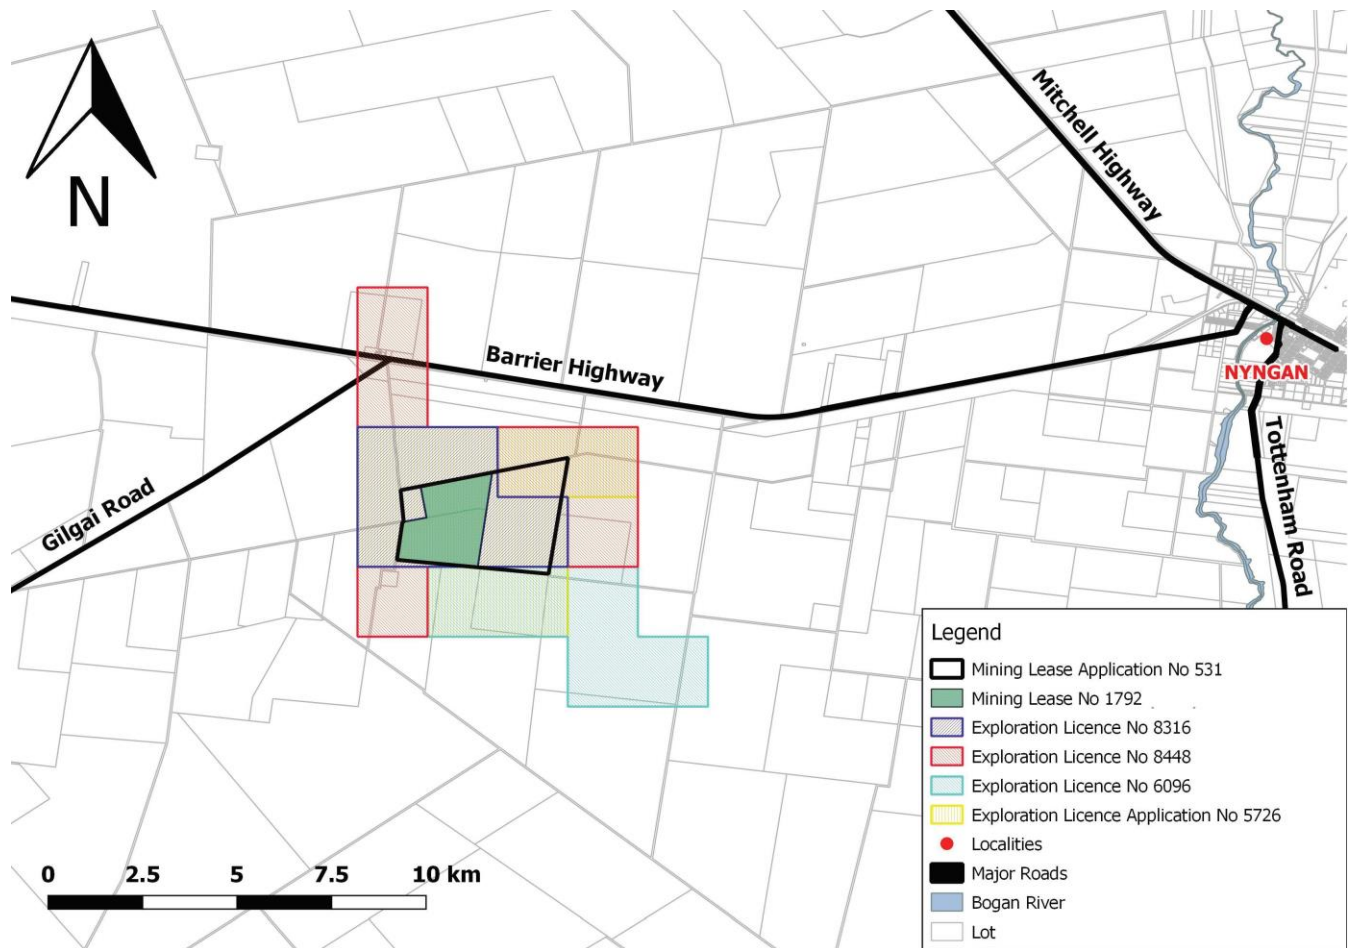 N
Mitchell Highway
Barrier Highway
NYNGAN
Gilgai Road
Tottenham Road
Legend
Mining Lease Application No 531
Mining Lease No 1792
Exploration Licence No 8316
Exploration Licence No 8448
Exploration Licence No 6096
Exploration Licence Application No 5726
Localities
Major Roads
Bogan River
Lot
0 2.5 5 7.5 10 km